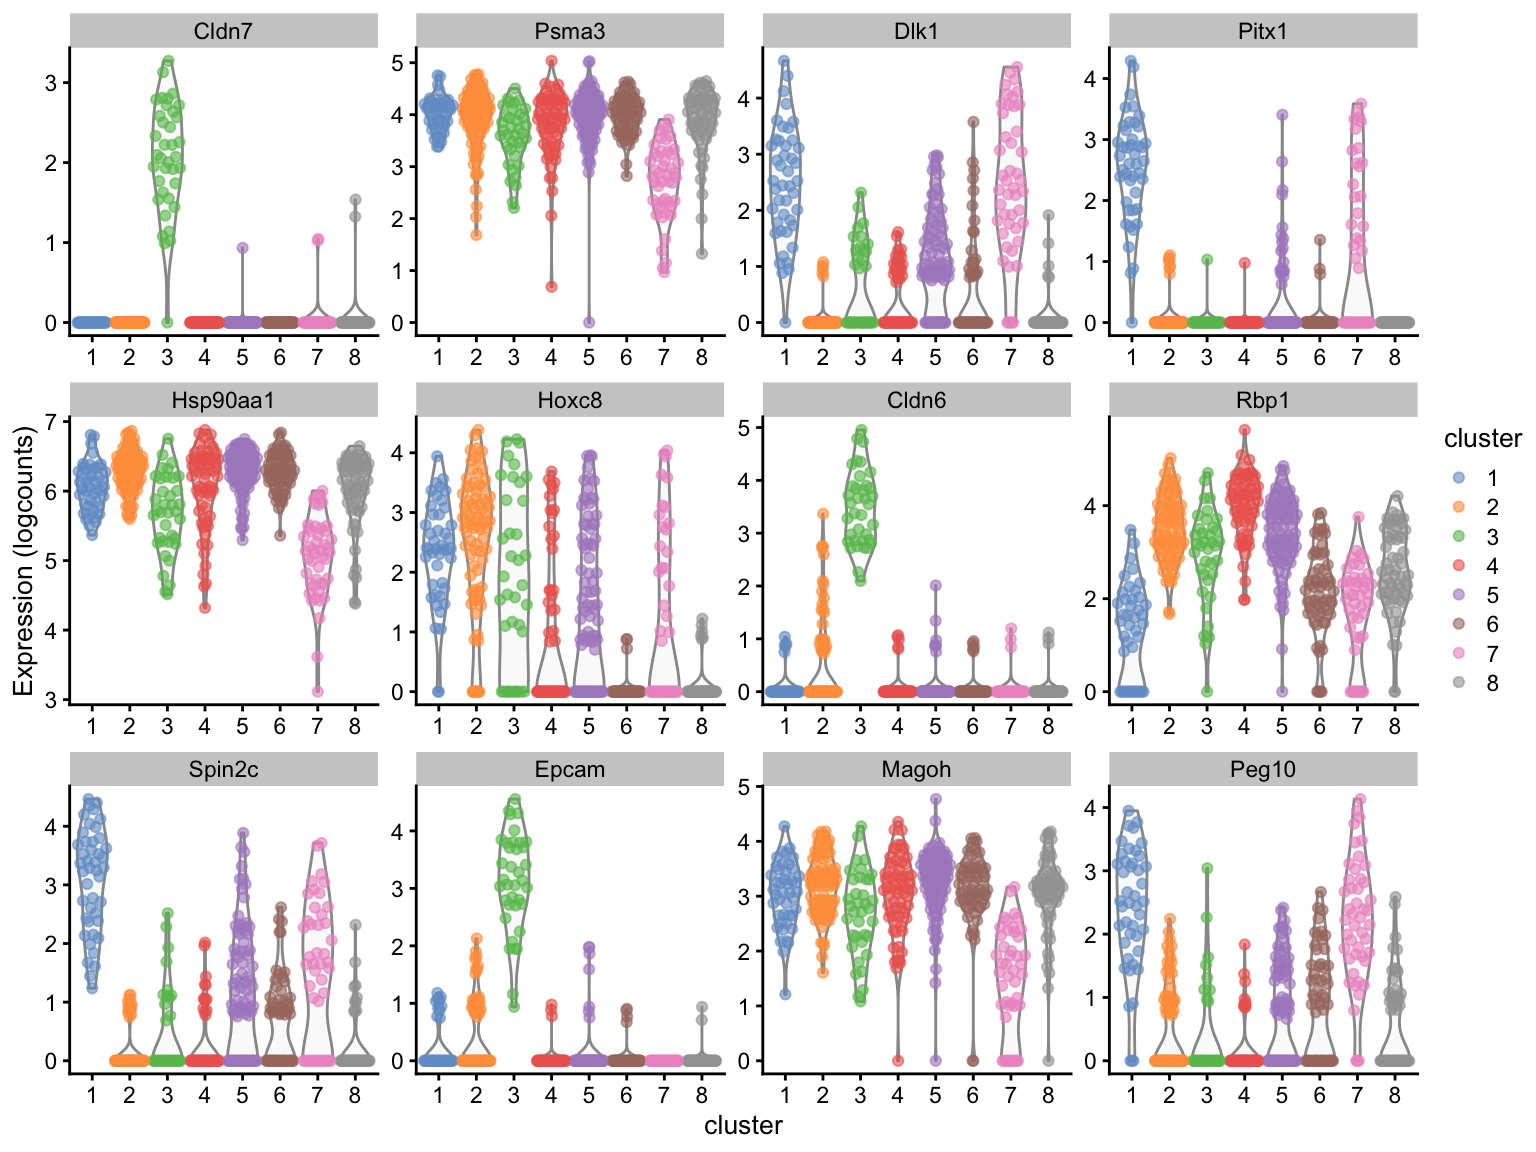 Cldn7 Psma3 Dlk1 Pitx1
3 2 1 0
5 4 3 2 1 0
4 3 2 1 0
4 3 2 1 0
1 2 3 4 5 6 7 8 1 2 3 4 5 6 7 8 1 2 3 4 5 6 7 8 1 2 3 4 5 6 7 8
Hsp90aa1 Hoxc8 Cldn6 Rbp1
7 6 5 4 3
4 3 2 1 0
5 4 3 2 1 0
4 2 0
1 2 3 4 5 6 7 8 1 2 3 4 5 6 7 8 1 2 3 4 5 6 7 8 1 2 3 4 5 6 7 8
Spin2c Epcam Magoh Peg10
4 3 2 1 0
4 3 2 1 0
5 4 3 2 1 0
4 3 2 1 0
1 2 3 4 5 6 7 8 1 2 3 4 5 6 7 8 1 2 3 4 5 6 7 8 1 2 3 4 5 6 7 8
Expression (logcounts)
cluster
cluster
1
2
3
4
5
6
7
8